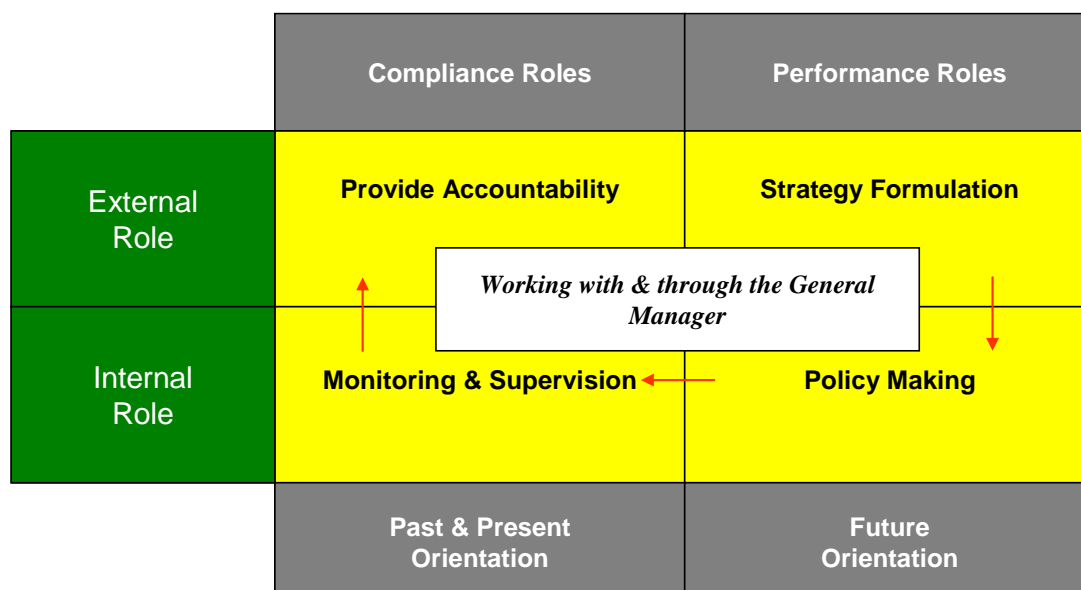 Compliance Roles
Performance Roles
External
Role
Provide Accountability
Strategy Formulation
Working with & through the General
Manager
Internal
Role
Monitoring & Supervision
Policy Making
Past & Present
Orientation
Future
Orientation